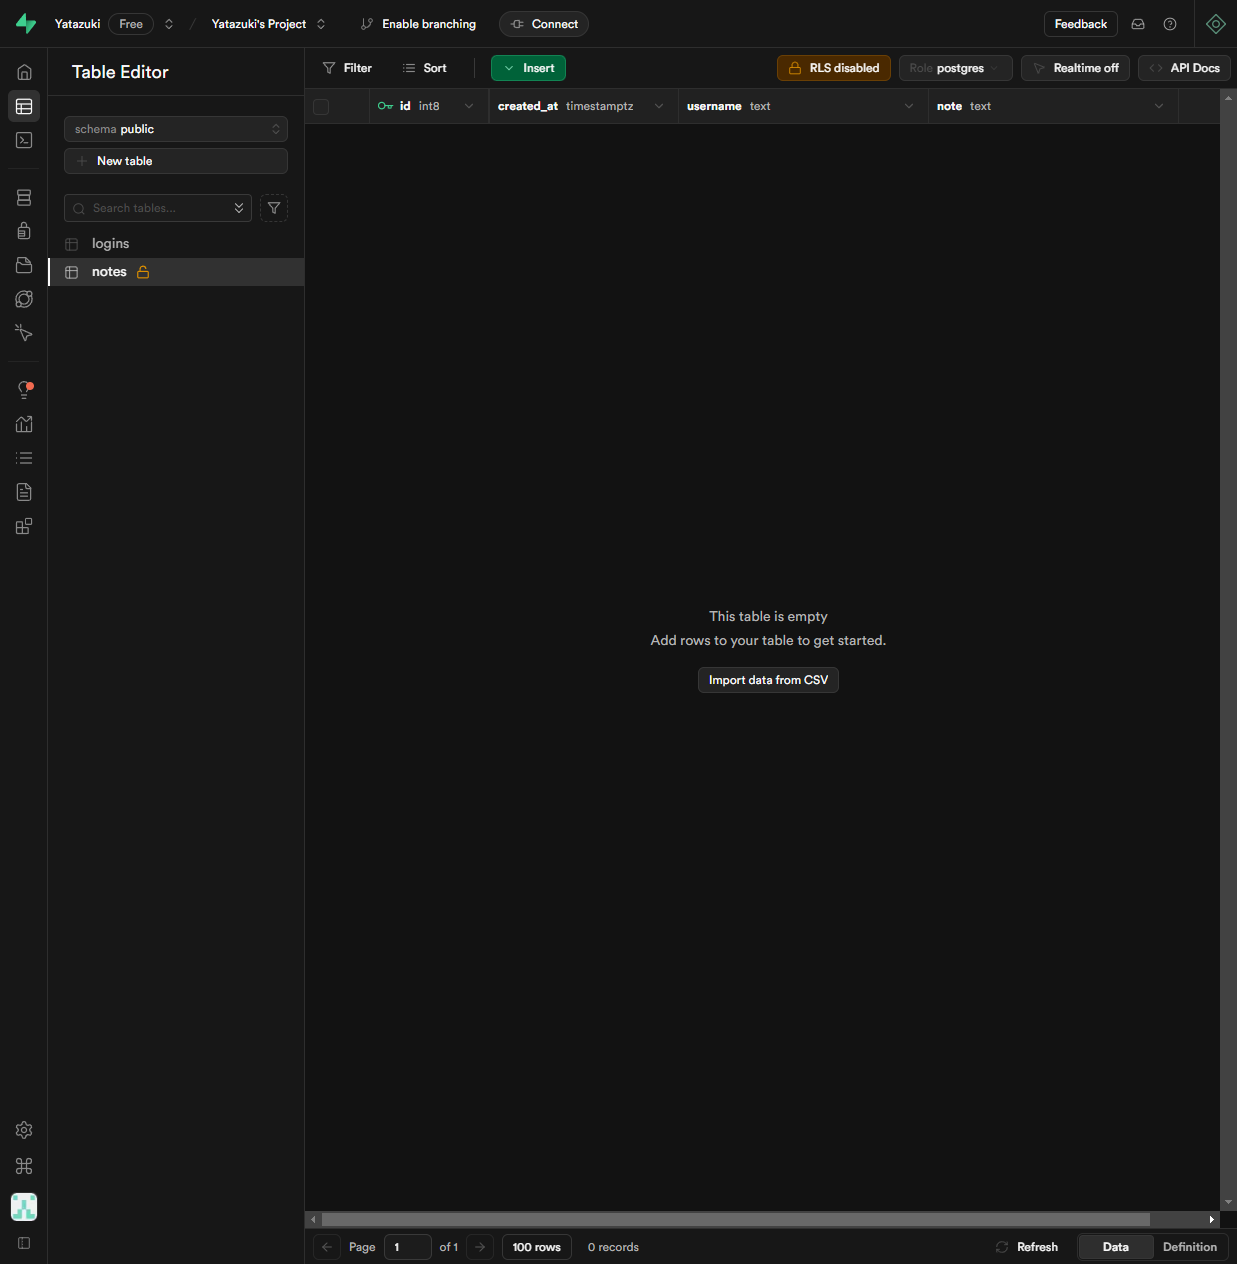 Yatazuki Free / Yatazuki's Project Enable branching Connect Feedback
Table Editor
Filter Sort Insert RLS disabled Role postgres Realtime off API Docs
id int8 created_at timestamptz username text note text
schema public
New table
Search tables...
logins
notes
This table is empty
Add rows to your table to get started.
Import data from CSV
Page 1 of 1 100 rows 0 records Refresh Data Definition